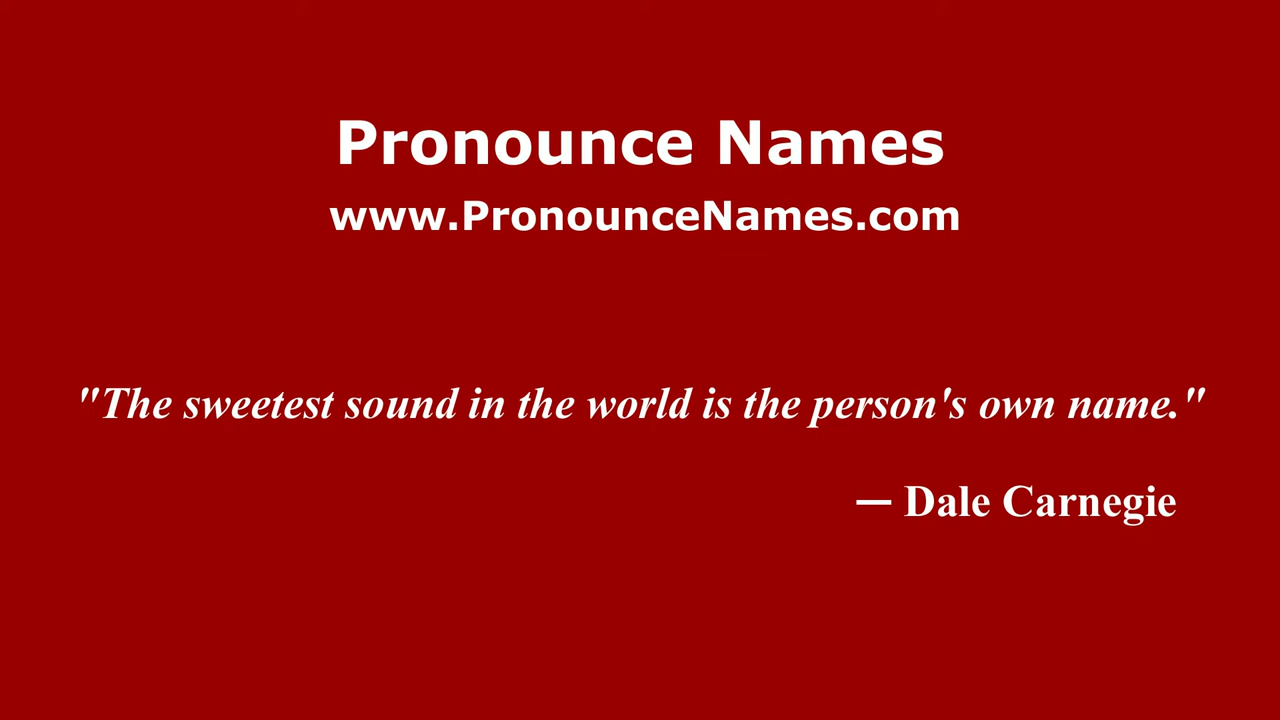 Pronounce Names
www.PronounceNames.com
"The sweetest sound in the world is the person's own name."
— Dale Carnegie